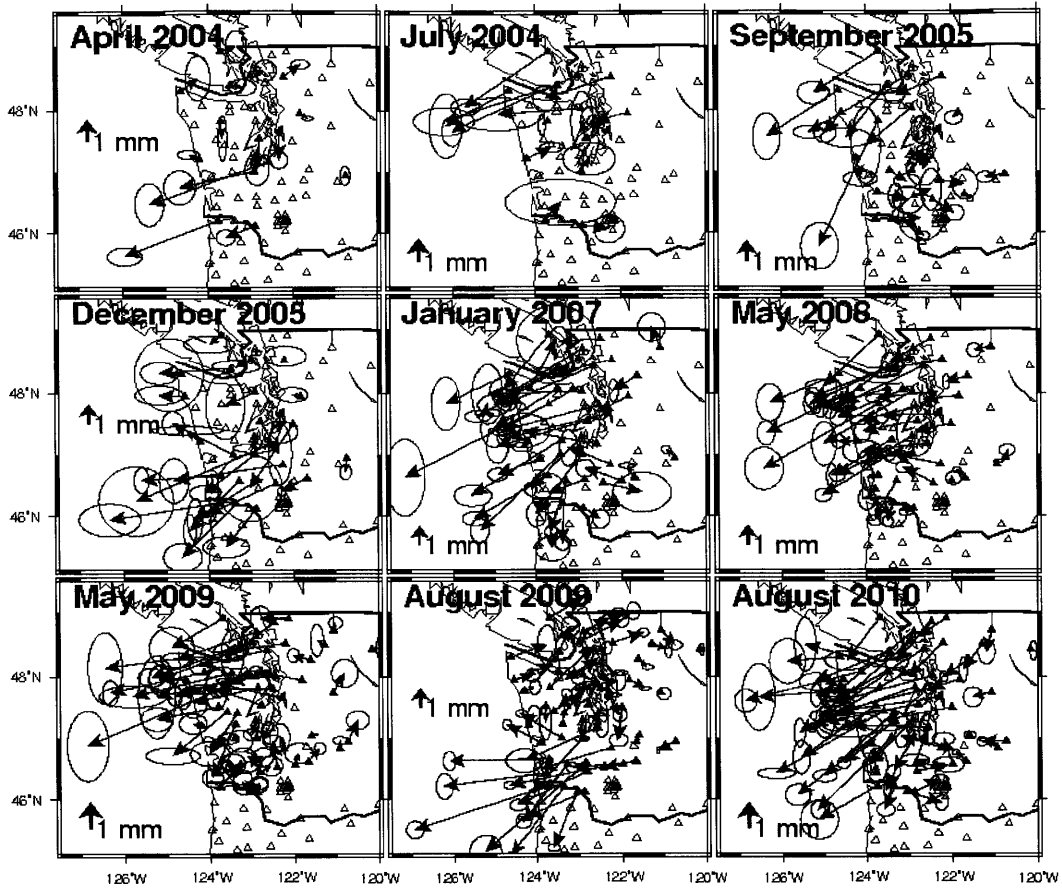 April 2004
July 2004
September 2005
48°N
46°N
1 mm
1 mm
1 mm
December 2005
January 2007
May 2008
48°N
46°N
1 mm
1 mm
1 mm
May 2009
August 2009
August 2010
48°N
46°N
1 mm
1 mm
1 mm
126°W
124°W
122°W
120°W
126°W
124°W
122°W
120°W
126°W
124°W
122°W
120°W